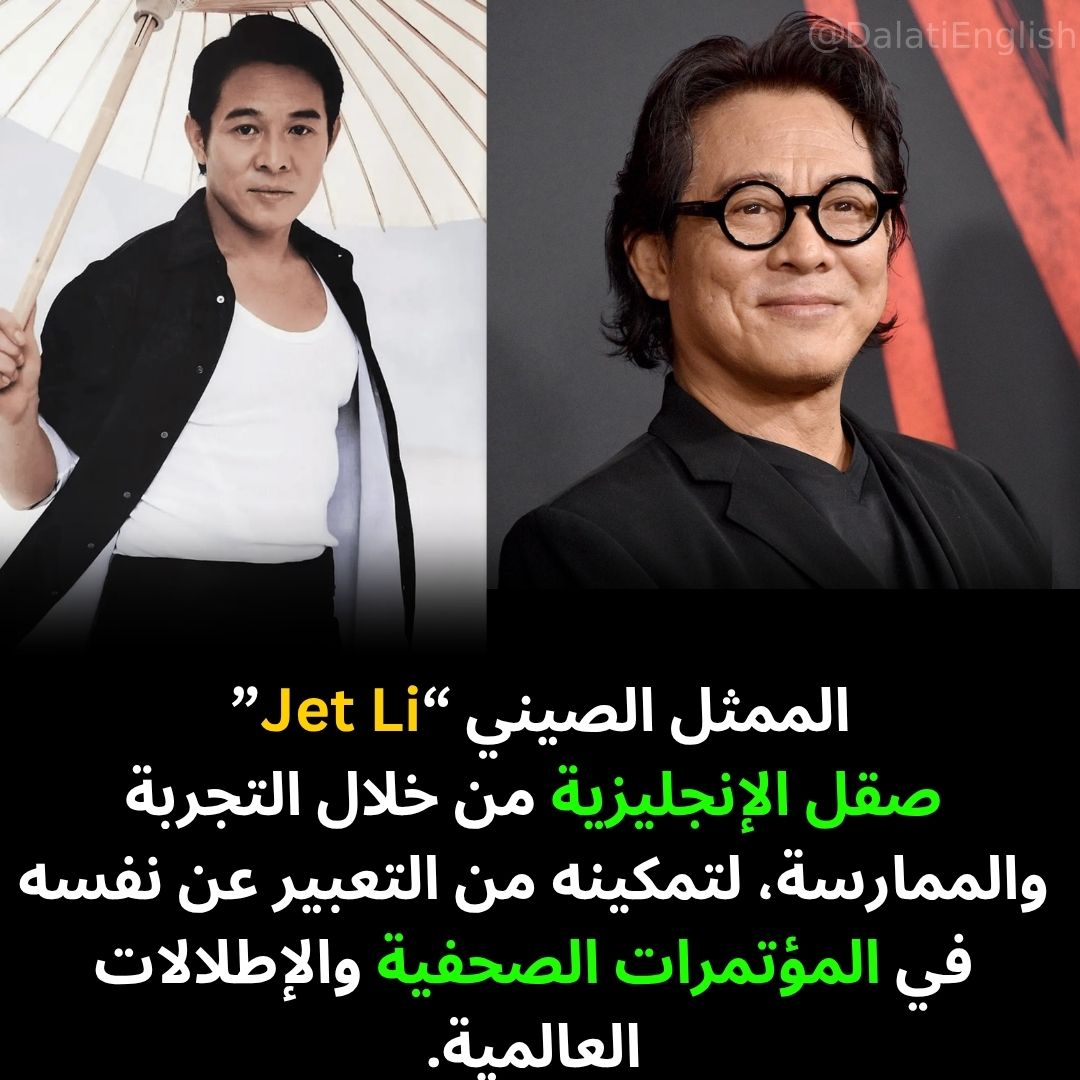 @DalatiEnglish
الممثل الصيني “Jet Li”
صقل الإنجليزية من خلال التجربة
والممارسة، لتمكينه من التعبير عن نفسه
في المؤتمرات الصحفية والإطلالات
العالمية.